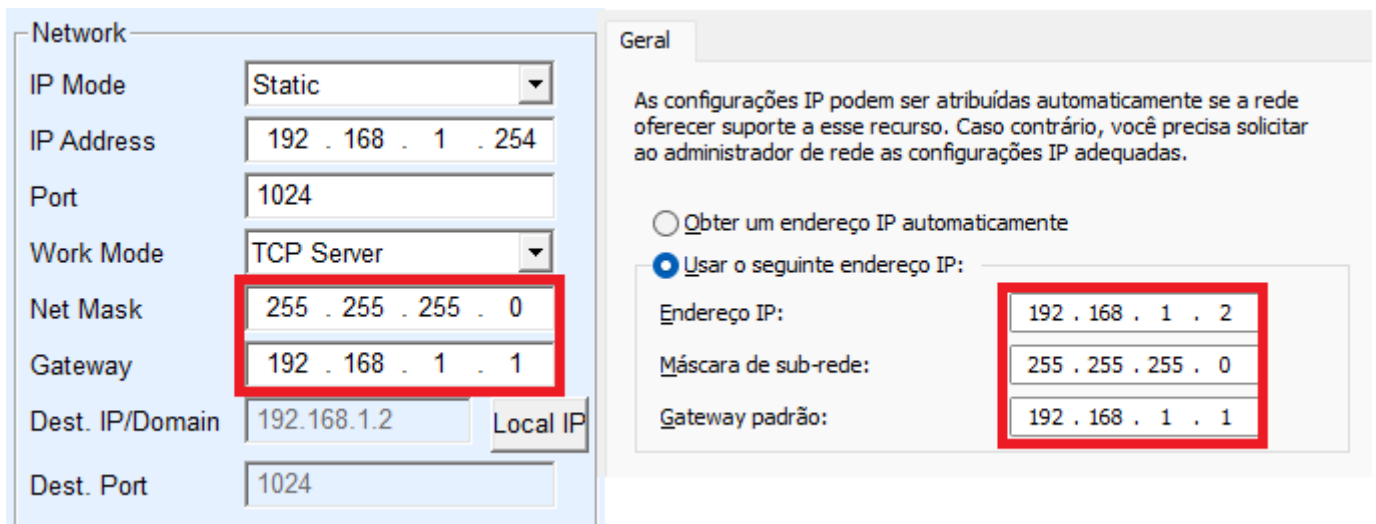 Network
IP Mode Static
IP Address 192 . 168 . 1 . 254
Port 1024
Work Mode TCP Server
Net Mask 255 . 255 . 255 . 0
Gateway 192 . 168 . 1 . 1
Dest. IP/Domain 192.168.1.2 Local IP
Dest. Port 1024
Geral
As configurações IP podem ser atribuídas automaticamente se a rede
oferecer suporte a esse recurso. Caso contrário, você precisa solicitar
ao administrador de rede as configurações IP adequadas.
Obter um endereço IP automaticamente
Usar o seguinte endereço IP:
Endereço IP: 192 . 168 . 1 . 2
Máscara de sub-rede: 255 . 255 . 255 . 0
Gateway padrão: 192 . 168 . 1 . 1